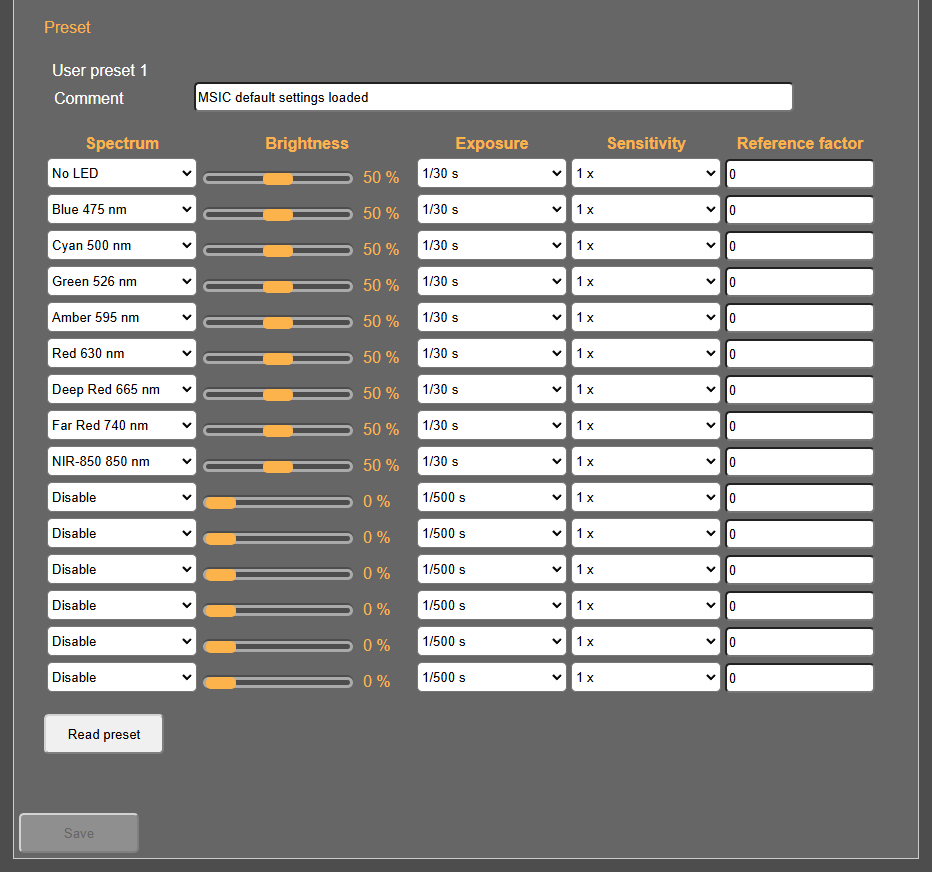 Preset
User preset 1
Comment MSIC default settings loaded
Spectrum Brightness Exposure Sensitivity Reference factor
No LED 50 % 1/30 s 1 x 0
Blue 475 nm 50 % 1/30 s 1 x 0
Cyan 500 nm 50 % 1/30 s 1 x 0
Green 526 nm 50 % 1/30 s 1 x 0
Amber 595 nm 50 % 1/30 s 1 x 0
Red 630 nm 50 % 1/30 s 1 x 0
Deep Red 665 nm 50 % 1/30 s 1 x 0
Far Red 740 nm 50 % 1/30 s 1 x 0
NIR-850 850 nm 50 % 1/30 s 1 x 0
Disable 0 % 1/500 s 1 x 0
Disable 0 % 1/500 s 1 x 0
Disable 0 % 1/500 s 1 x 0
Disable 0 % 1/500 s 1 x 0
Disable 0 % 1/500 s 1 x 0
Disable 0 % 1/500 s 1 x 0
Read preset
Save